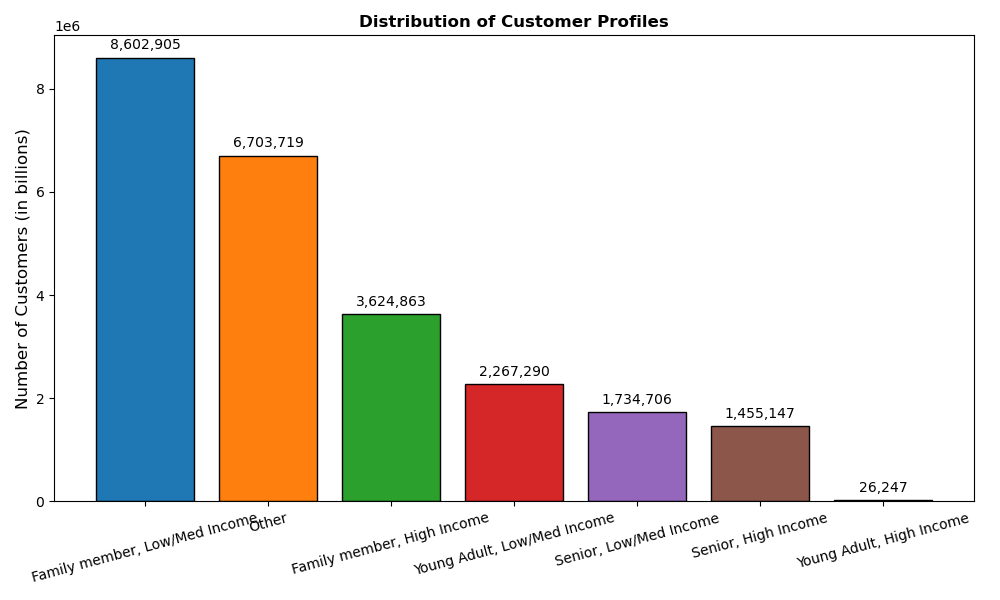 Distribution of Customer Profiles
1e6
Number of Customers (in billions)
8
6
4
2
0
8,602,905
6,703,719
3,624,863
2,267,290
1,734,706
1,455,147
26,247
Family member, Low/Med Income
Other
Family member, High Income
Young Adult, Low/Med Income
Senior, Low/Med Income
Senior, High Income
Young Adult, High Income